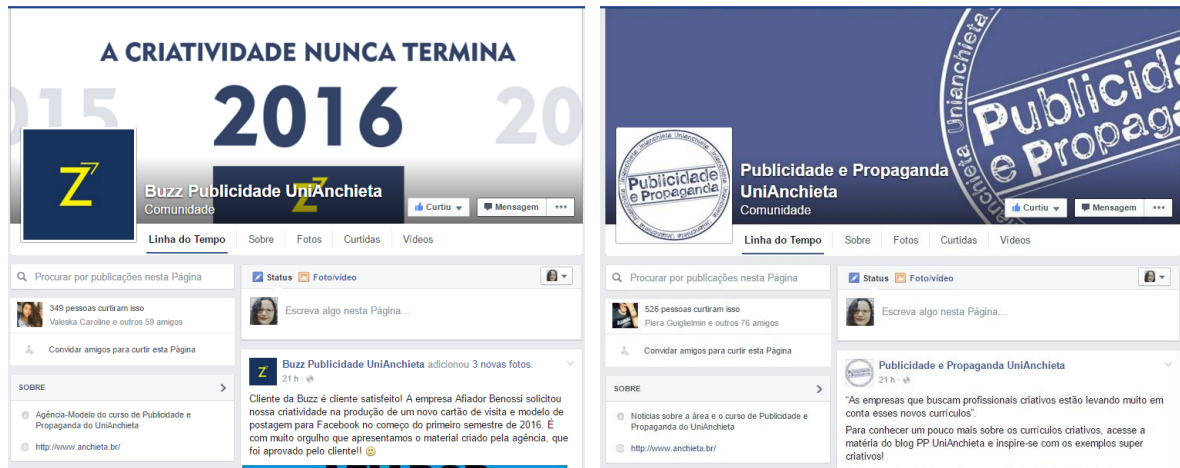 A CRIATIVIDADE NUNCA TERMINA
015 2016 20
Z
Buzz Publicidade UniAnchieta
Comunidade
Curtiu
Mensagem
Linha do Tempo Sobre Fotos Curtidas Vídeos
Procurar por publicações nesta Página
349 pessoas curtiram isso
Valeska Caroline e outros 59 amigos
Convidar amigos para curtir esta Página
SOBRE
Agência-Modelo do curso de Publicidade e
Propaganda do UniAnchieta
http://www.anchieta.br/
Status Foto/vídeo
Escreva algo nesta Página...
Buzz Publicidade UniAnchieta adicionou 3 novas fotos.
21 h ·
Cliente da Buzz é cliente satisfeito! A empresa Afiador Benossi solicitou
nossa criatividade na produção de um novo cartão de visita e modelo de
postagem para Facebook no começo do primeiro semestre de 2016. É
com muito orgulho que apresentamos o material criado pela agência, que
foi aprovado pelo cliente!!
Unianchieta
Publicida
e Propaga
Publicidade
e Propaganda
Publicidade e Propaganda
UniAnchieta
Comunidade
Curtiu
Mensagem
Linha do Tempo Sobre Fotos Curtidas Vídeos
Procurar por publicações nesta Página
526 pessoas curtiram isso
Piera Guiglielmin e outros 76 amigos
Convidar amigos para curtir esta Página
SOBRE
Noticias sobre a área e o curso de Publicidade e
Propaganda do UniAnchieta
http://www.anchieta.br/
Status Foto/vídeo
Escreva algo nesta Página...
Publicidade e Propaganda UniAnchieta
21 h ·
“As empresas que buscam profissionais criativos estão levando muito em
conta esses novos currículos”.
Para conhecer um pouco mais sobre os currículos criativos, acesse a
matéria do blog PP UniAnchieta e inspire-se com os exemplos super
criativos!